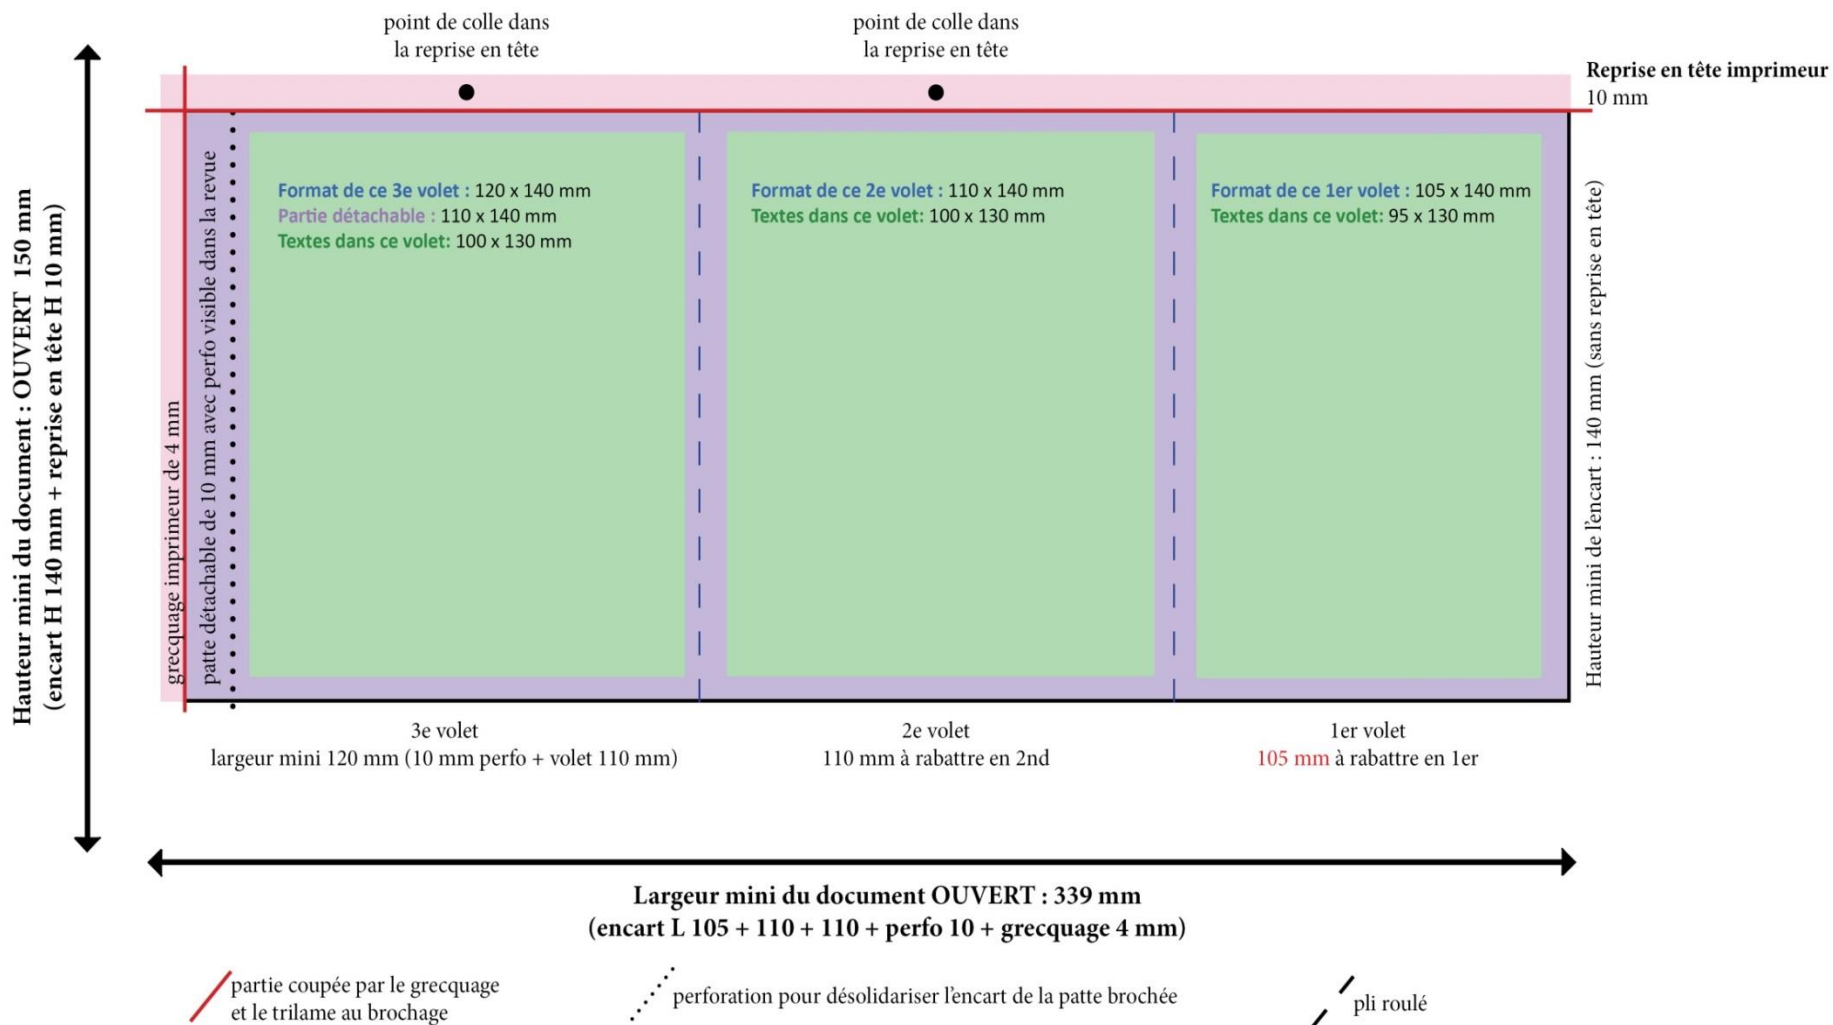 point de colle dans
la reprise en tête
point de colle dans
la reprise en tête
Reprise en tête imprimeur
10 mm
Hauteur mini du document : OUVERT 150 mm
(encart H 140 mm + reprise en tête H 10 mm)
grecquage imprimeur de 4 mm
patte détachable de 10 mm avec perfo visible dans la revue
Format de ce 3e volet : 120 x 140 mm
Partie détachable : 110 x 140 mm
Textes dans ce volet: 100 x 130 mm
Format de ce 2e volet : 110 x 140 mm
Textes dans ce volet: 100 x 130 mm
Format de ce 1er volet : 105 x 140 mm
Textes dans ce volet: 95 x 130 mm
Hauteur mini de l'encart : 140 mm (sans reprise en tête)
3e volet
largeur mini 120 mm (10 mm perfo + volet 110 mm)
2e volet
110 mm à rabattre en 2nd
1er volet
105 mm à rabattre en 1er
Largeur mini du document OUVERT : 339 mm
(encart L 105 + 110 + 110 + perfo 10 + grecquage 4 mm)
partie coupée par le grecquage
et le trilame au brochage
perforation pour désolidariser l'encart de la patte brochée
pli roulé